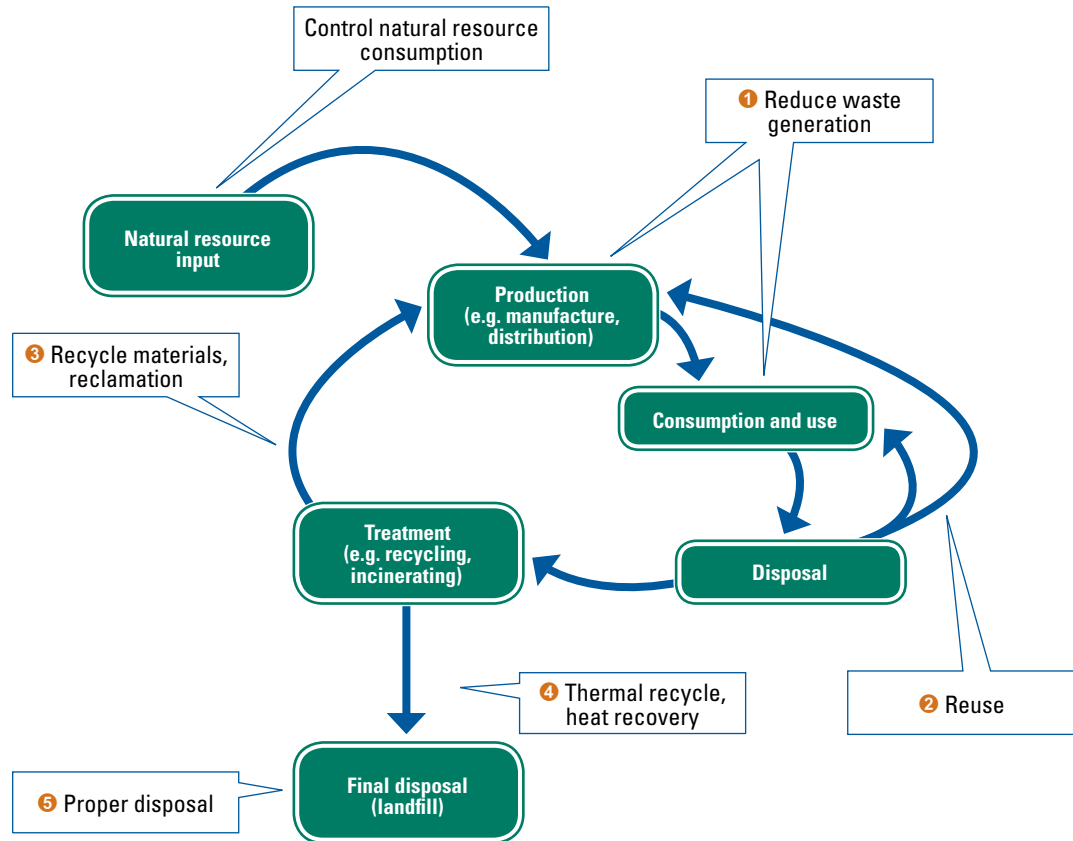 Control natural resource
consumption
❶ Reduce waste
generation
Natural resource
input
Production
(e.g. manufacture,
distribution)
❸ Recycle materials,
reclamation
Consumption and use
Treatment
(e.g. recycling,
incinerating)
Disposal
❹ Thermal recycle,
heat recovery
❷ Reuse
Final disposal
(landfill)
❺ Proper disposal